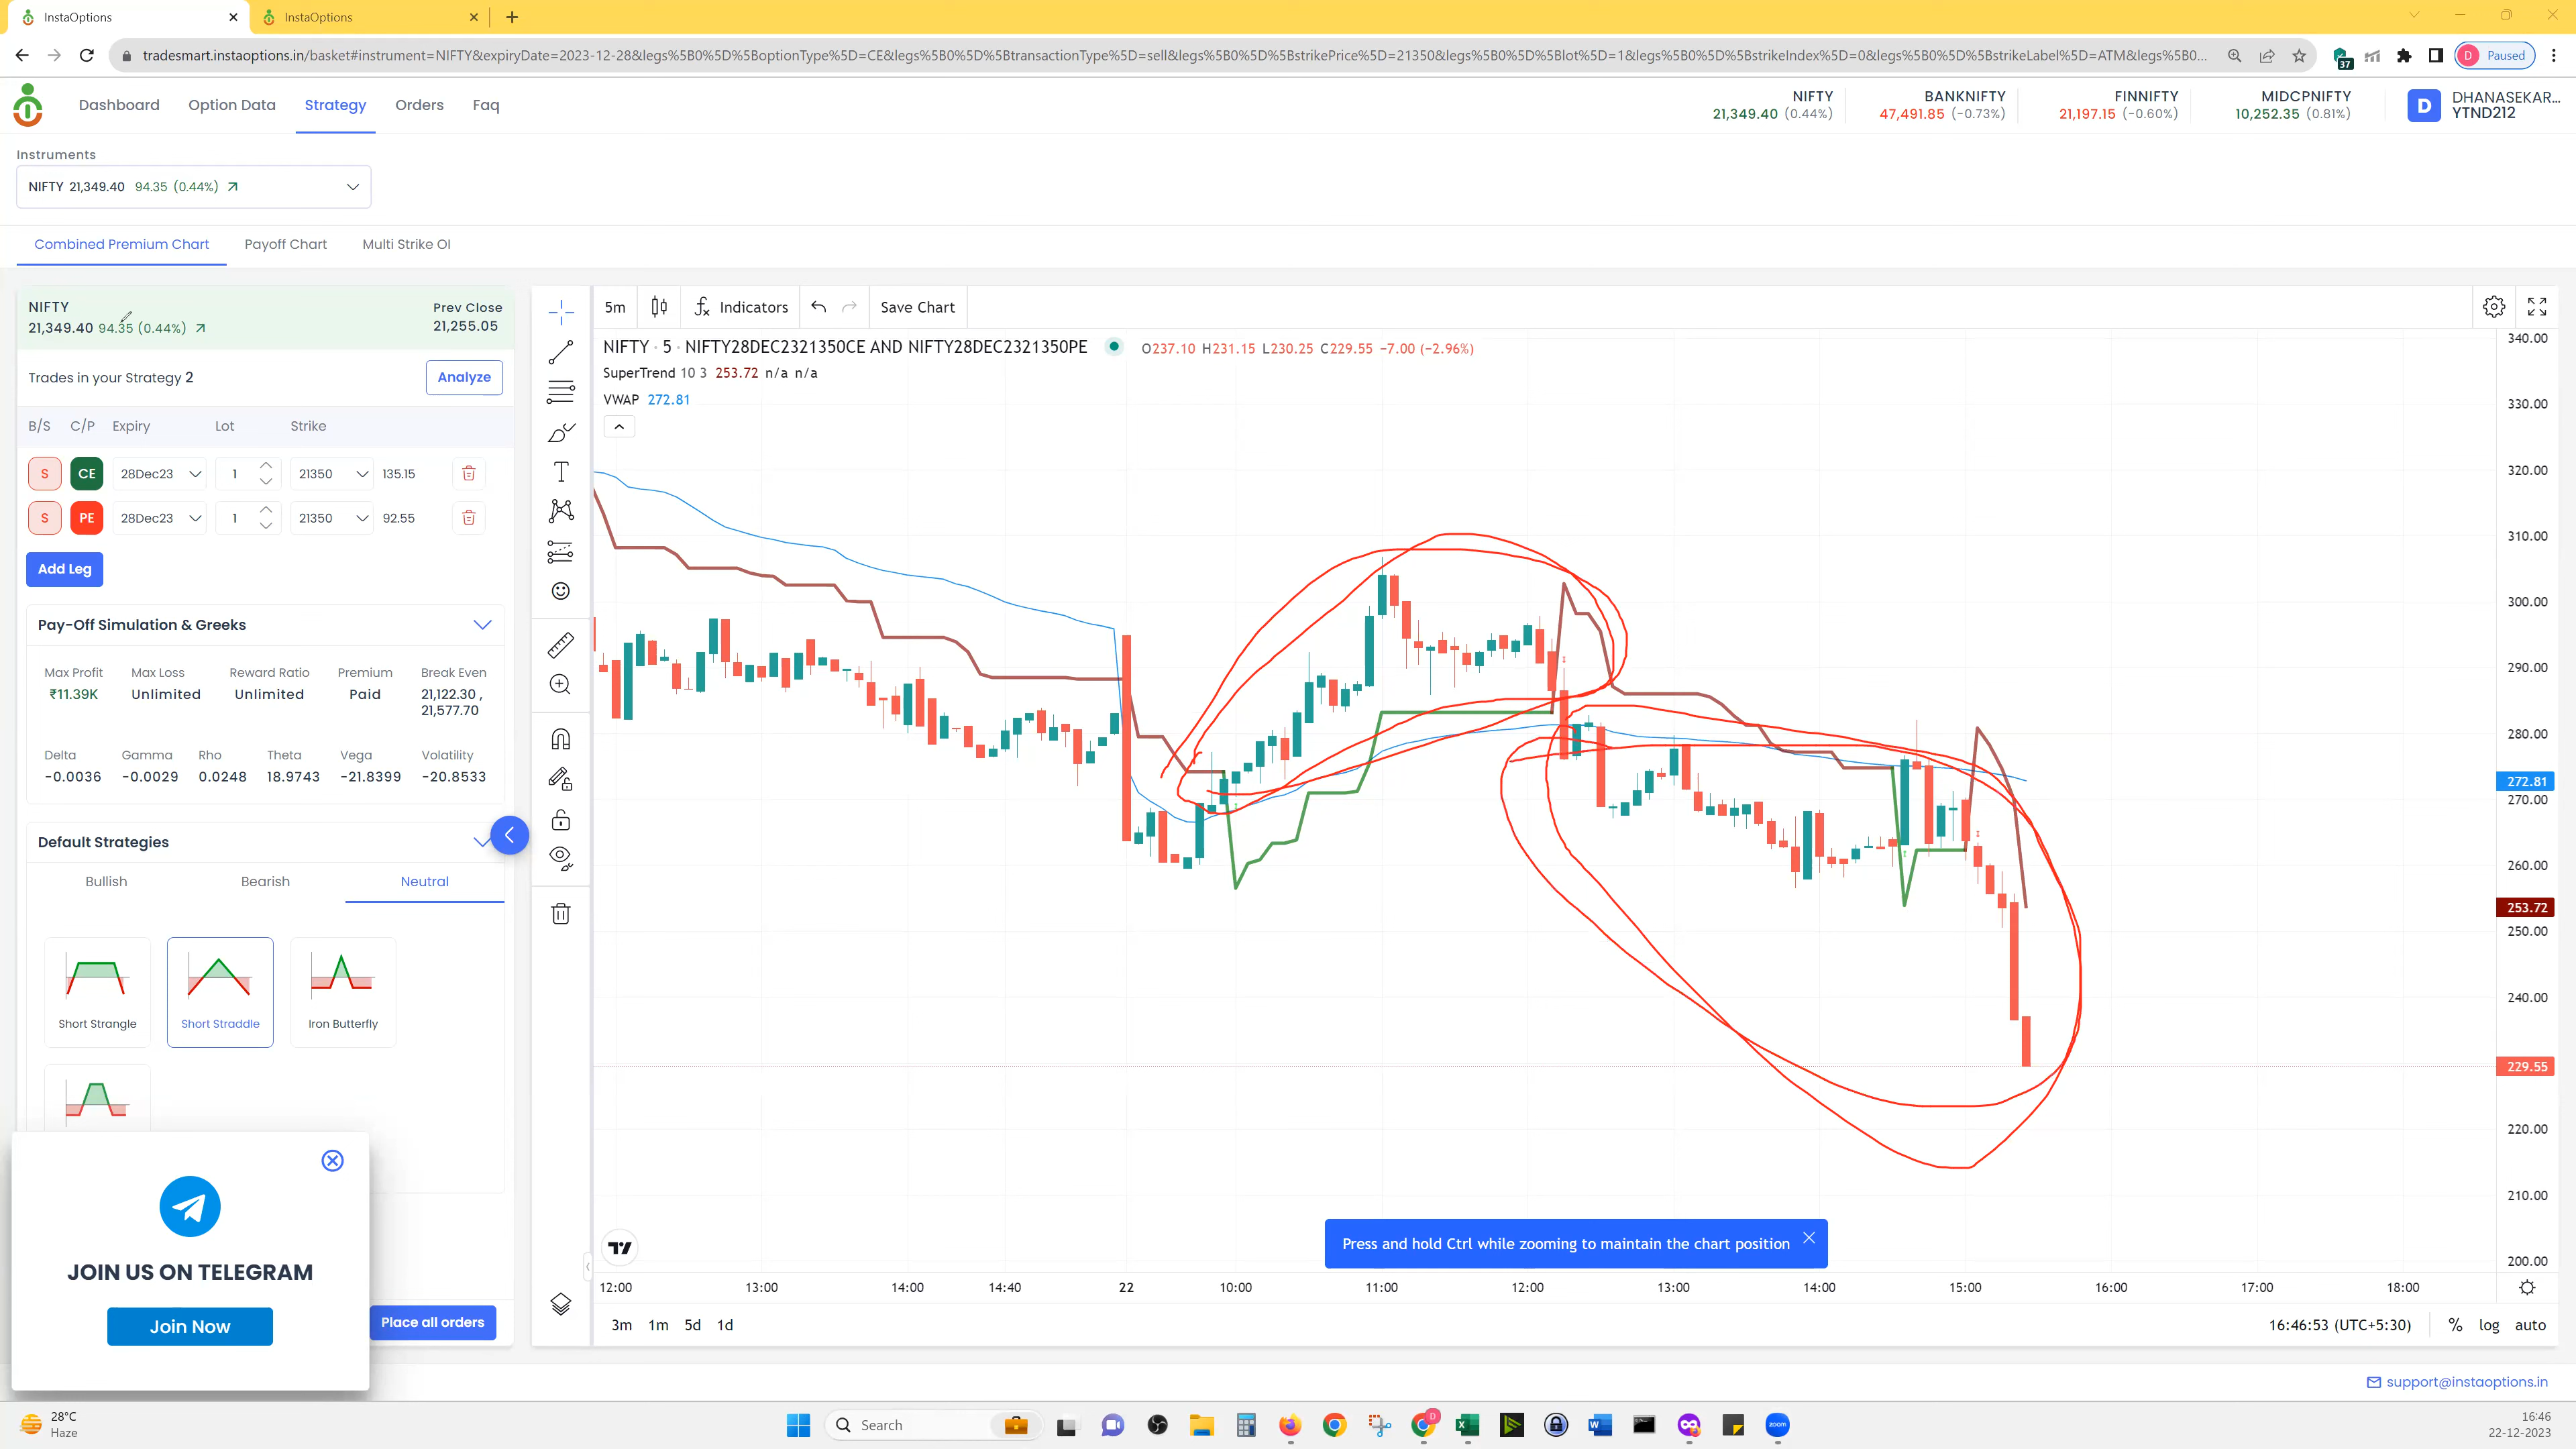 InstaOptions
InstaOptions
tradesmart.instaoptions.in/basket#instrument=NIFTY&expiryDate=2023-12-28&legs%5B0%5D%5BoptionType%5D=CE&legs%5B0%5D%5BtransactionType%5D=sell&legs%5B0%5D%5BstrikePrice%5D=21350&legs%5B0%5D%5Blot%5D=1&legs%5B0%5D%5BstrikeIndex%5D=0&legs%5B0%5D%5BstrikeLabel%5D=ATM&legs%5B0...
37
D Paused
Dashboard Option Data Strategy Orders Faq
NIFTY
21,349.40 (0.44%)
BANKNIFTY
47,491.85 (-0.73%)
FINNIFTY
21,197.15 (-0.60%)
MIDCPNIFTY
10,252.35 (0.81%)
D
DHANASEKAR...
YTND212
Instruments
NIFTY 21,349.40 94.35 (0.44%)
Combined Premium Chart Payoff Chart Multi Strike OI
NIFTY
21,349.40 94.35 (0.44%)
Prev Close
21,255.05
Trades in your Strategy 2
Analyze
B/S C/P Expiry Lot Strike
S CE 28Dec23 1 21350 135.15
S PE 28Dec23 1 21350 92.55
Add Leg
Pay-Off Simulation & Greeks
Max Profit Max Loss Reward Ratio Premium Break Even
₹11.39K Unlimited Unlimited Paid 21,122.30 ,
21,577.70
Delta Gamma Rho Theta Vega Volatility
-0.0036 -0.0029 0.0248 18.9743 -21.8399 -20.8533
Default Strategies
Bullish Bearish Neutral
Short Strangle Short Straddle Iron Butterfly
JOIN US ON TELEGRAM
Join Now
Place all orders
5m Indicators Save Chart
NIFTY · 5 · NIFTY28DEC2321350CE AND NIFTY28DEC2321350PE O237.10 H231.15 L230.25 C229.55 −7.00 (−2.96%)
SuperTrend 10 3 253.72 n/a n/a
VWAP 272.81
340.00
330.00
320.00
310.00
300.00
290.00
280.00
272.81
270.00
260.00
253.72
250.00
240.00
229.55
220.00
210.00
200.00
Press and hold Ctrl while zooming to maintain the chart position
12:00 13:00 14:00 14:40 22 10:00 11:00 12:00 13:00 14:00 15:00 16:00 17:00 18:00
3m 1m 5d 1d
16:46:53 (UTC+5:30) % log auto
support@instaoptions.in
28°C
Haze
Search
D
zoom
16:46
22-12-2023